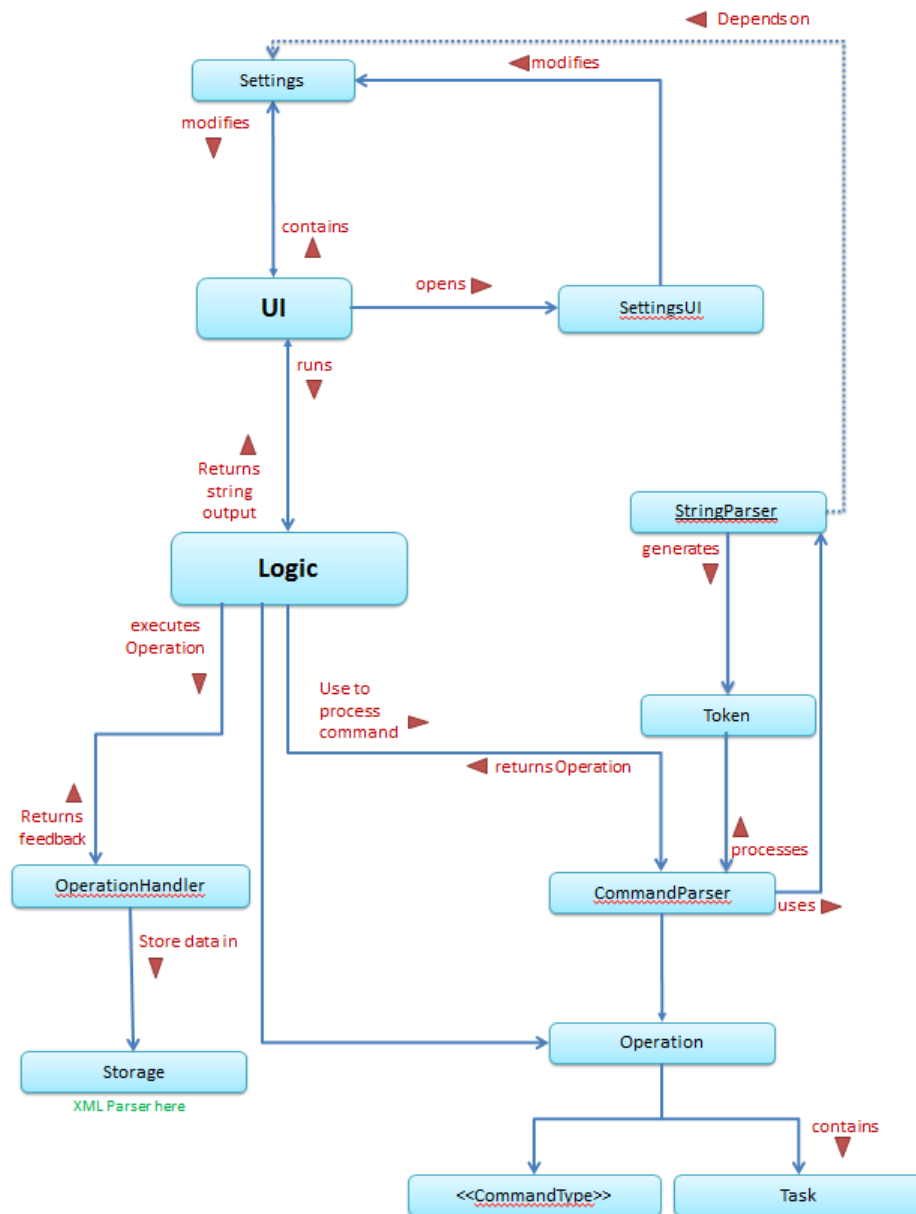 Depends on
modifies
Settings
modifies
contains
UI
opens
SettingsUI
runs
Returns
string
output
StringParser
generates
Logic
executes
Operation
Use to
process
command
Token
returns Operation
Returns
feedback
processes
OperationHandler
CommandParser
uses
Store data in
Operation
Storage
XML Parser here
contains
<<CommandType>>
Task